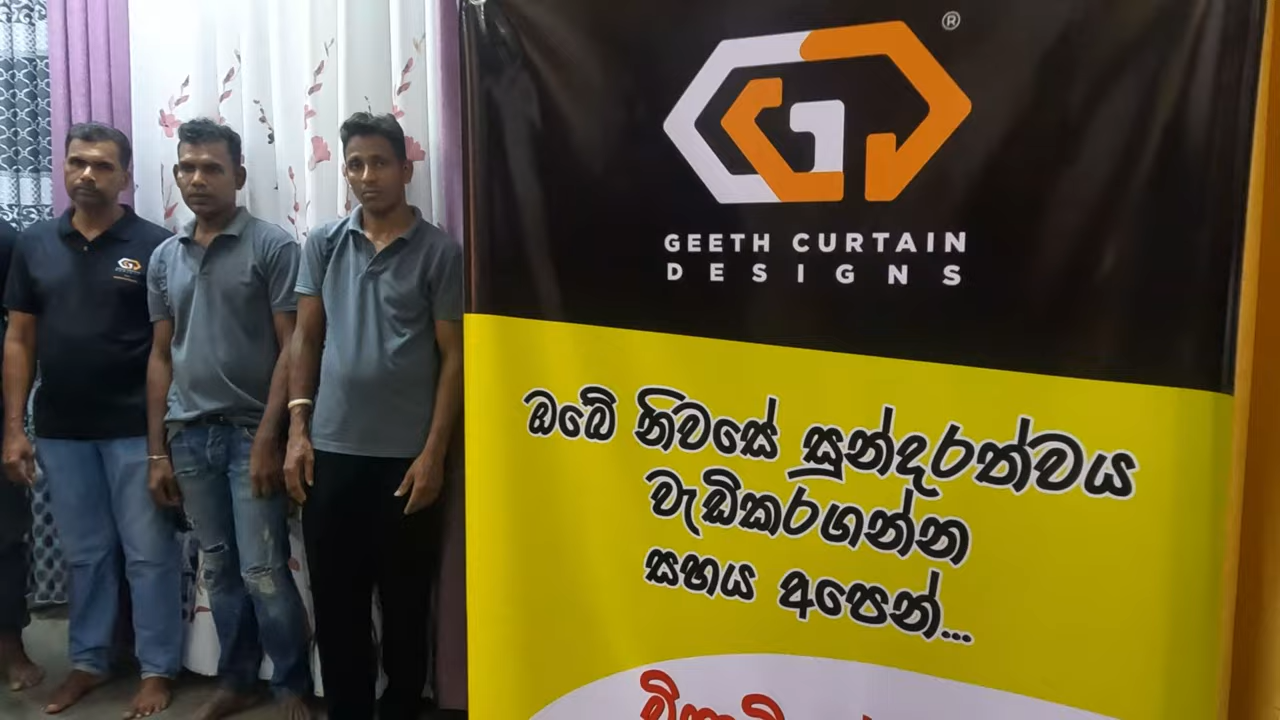 ®
GEETH CURTAIN
DESIGNS
ඔබේ නිවසේ සුන්දරත්වය
වැඩිකරගන්න
සහය අපෙන්...